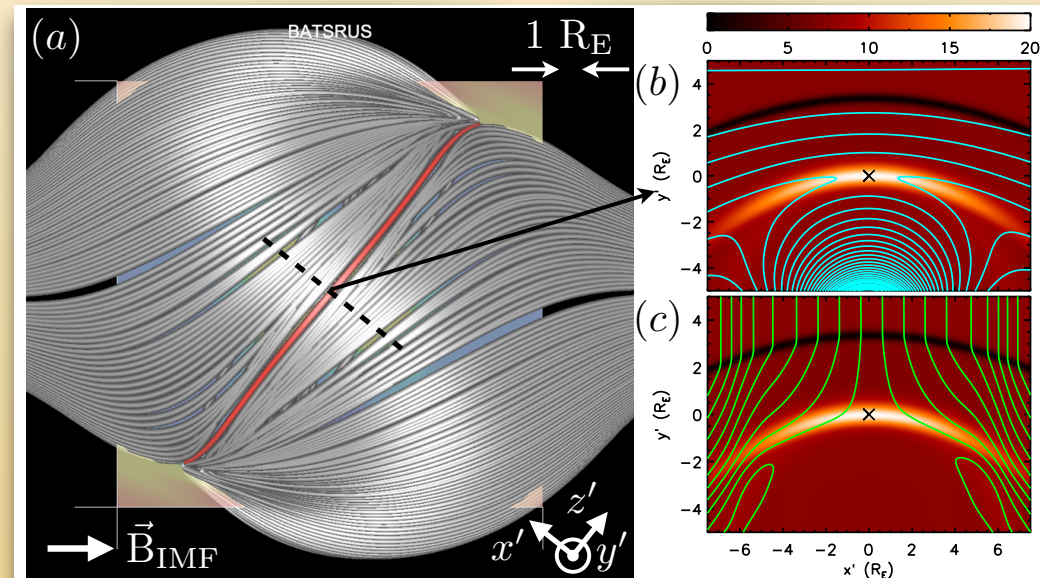 (a)
BATSRUS
1 R_E
B⃗_IMF
x'
z'
y'
0 5 10 15 20
(b)
4
2
0
-2
-4
y' (R_E)
(c)
4
2
0
-2
-4
y' (R_E)
-6 -4 -2 0 2 4 6
x' (R_E)